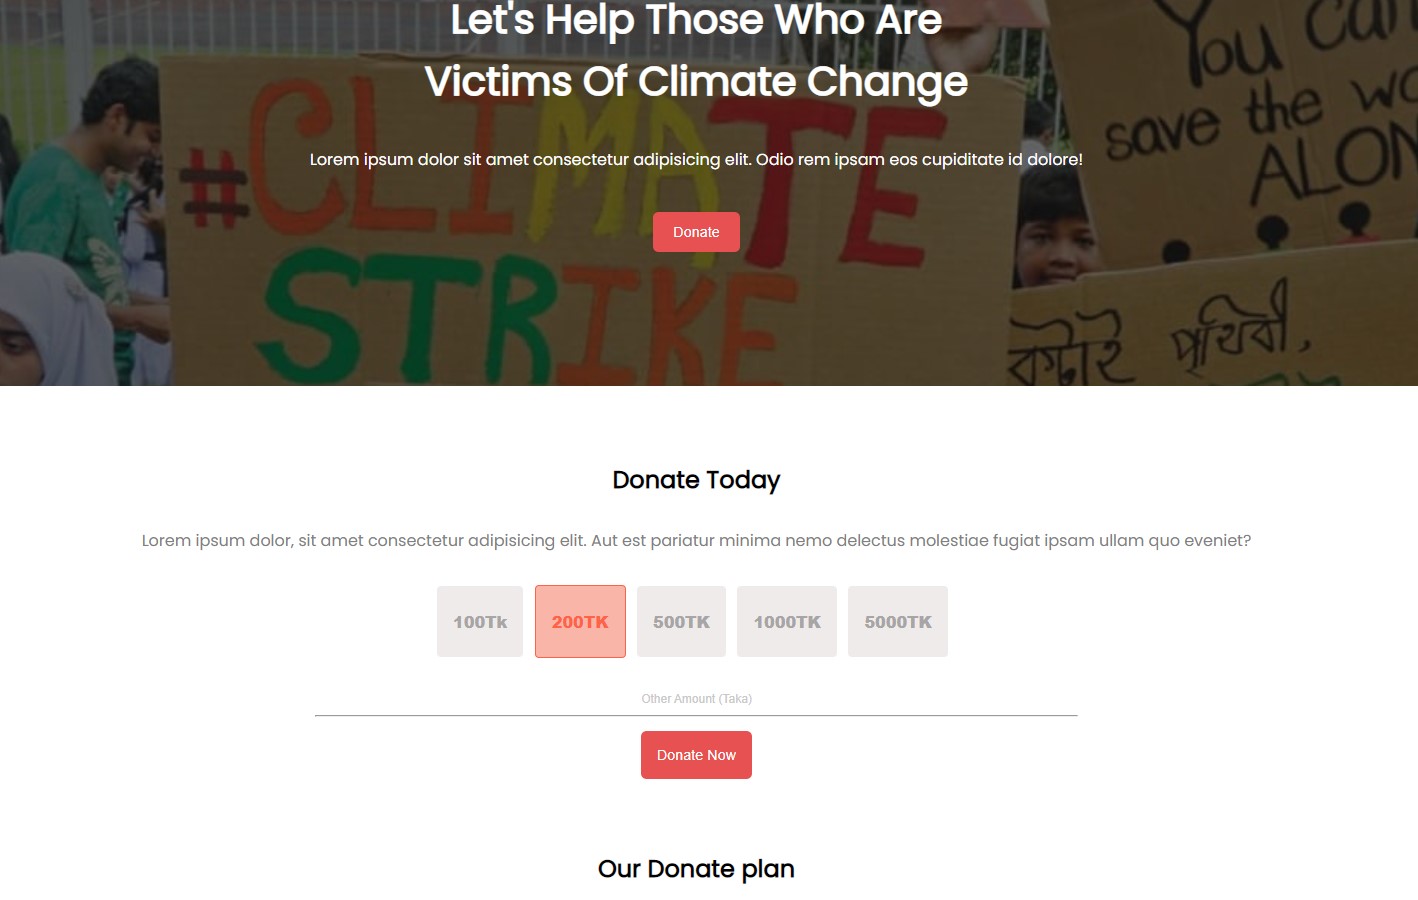 Let's Help Those Who Are
Victims Of Climate Change
Lorem ipsum dolor sit amet consectetur adipisicing elit. Odio rem ipsam eos cupiditate id dolore!
Donate
#CLIMATE
STRIKE
You can
save the wo
ALON
কটাই পৃথিবী,
Donate Today
Lorem ipsum dolor, sit amet consectetur adipisicing elit. Aut est pariatur minima nemo delectus molestiae fugiat ipsam ullam quo eveniet?
100Tk 200TK 500TK 1000TK 5000TK
Other Amount (Taka)
Donate Now
Our Donate plan